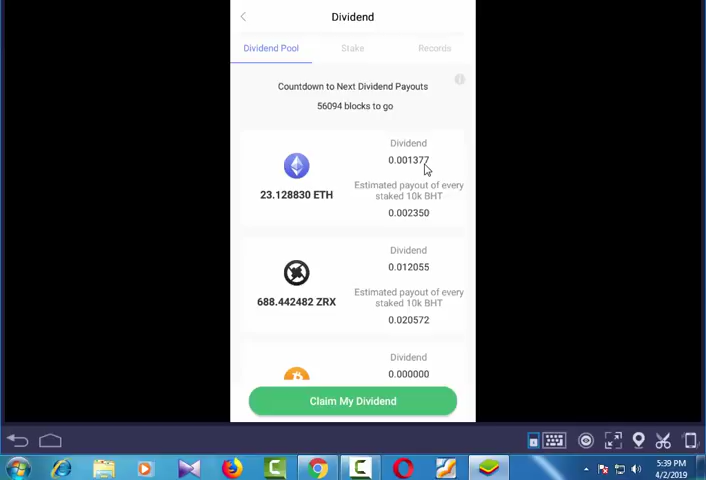 Dividend
Dividend Pool
Stake
Records
Countdown to Next Dividend Payouts
56094 blocks to go
Dividend
0.001377
23.128830 ETH
Estimated payout of every
staked 10k BHT
0.002350
Dividend
0.012055
688.442482 ZRX
Estimated payout of every
staked 10k BHT
0.020572
Dividend
0.000000
Claim My Dividend
5:39 PM
4/2/2019